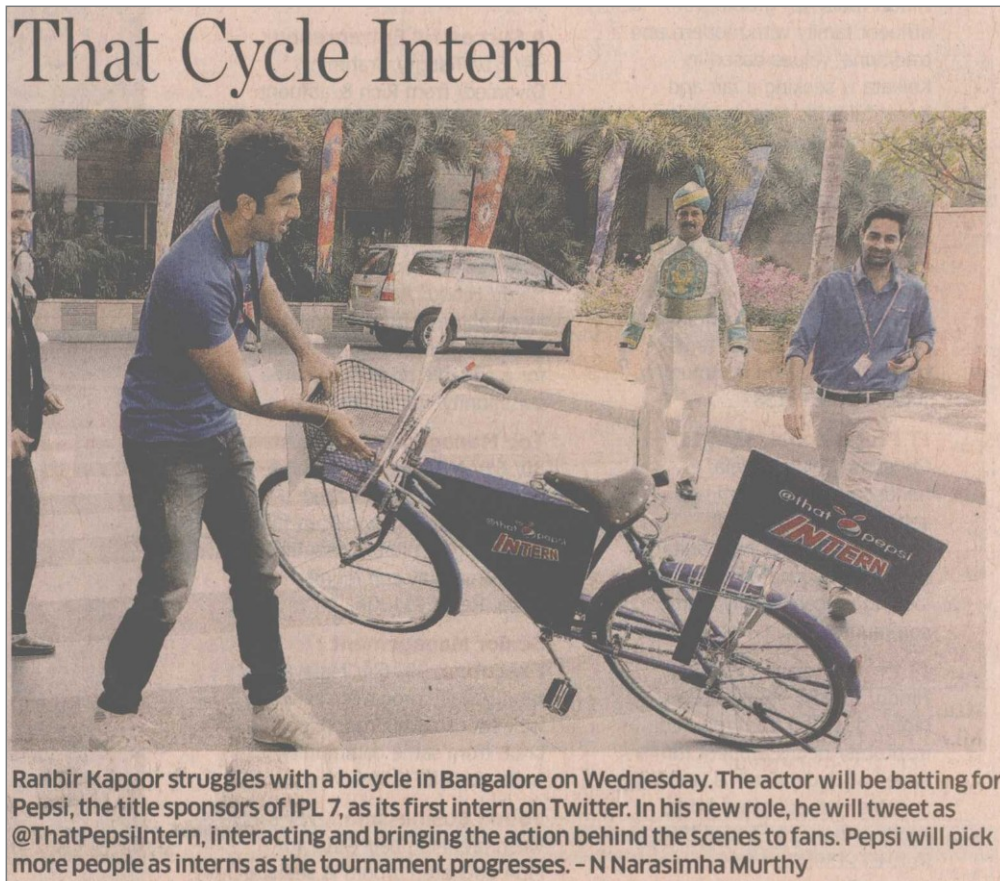 That Cycle Intern
@that pepsi
INTERN
@that pepsi
INTERN
Ranbir Kapoor struggles with a bicycle in Bangalore on Wednesday. The actor will be batting for
Pepsi, the title sponsors of IPL 7, as its first intern on Twitter. In his new role, he will tweet as
@ThatPepsiIntern, interacting and bringing the action behind the scenes to fans. Pepsi will pick
more people as interns as the tournament progresses. – N Narasimha Murthy